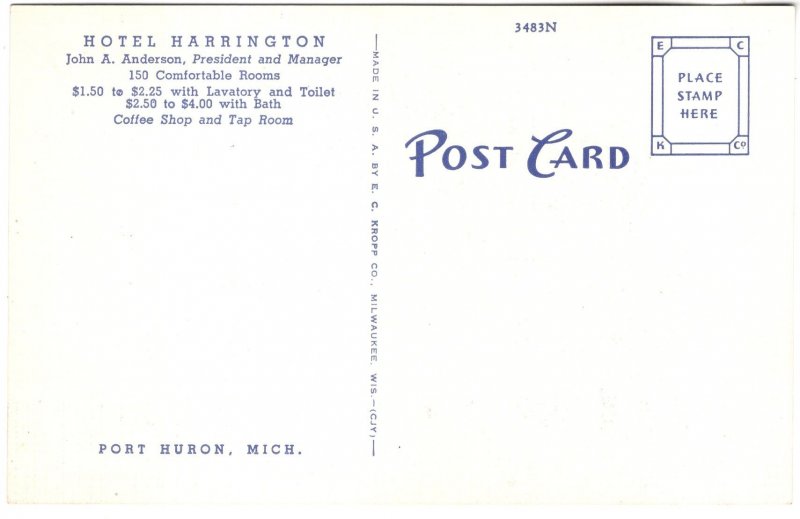 HOTEL HARRINGTON
John A. Anderson, President and Manager
150 Comfortable Rooms
$1.50 to $2.25 with Lavatory and Toilet
$2.50 to $4.00 with Bath
Coffee Shop and Tap Room
PORT HURON, MICH.
—MADE IN U. S. A. BY E. C. KROPP CO., MILWAUKEE, WIS.—(CJY)—
3483N
POST CARD
E C
PLACE
STAMP
HERE
K Co